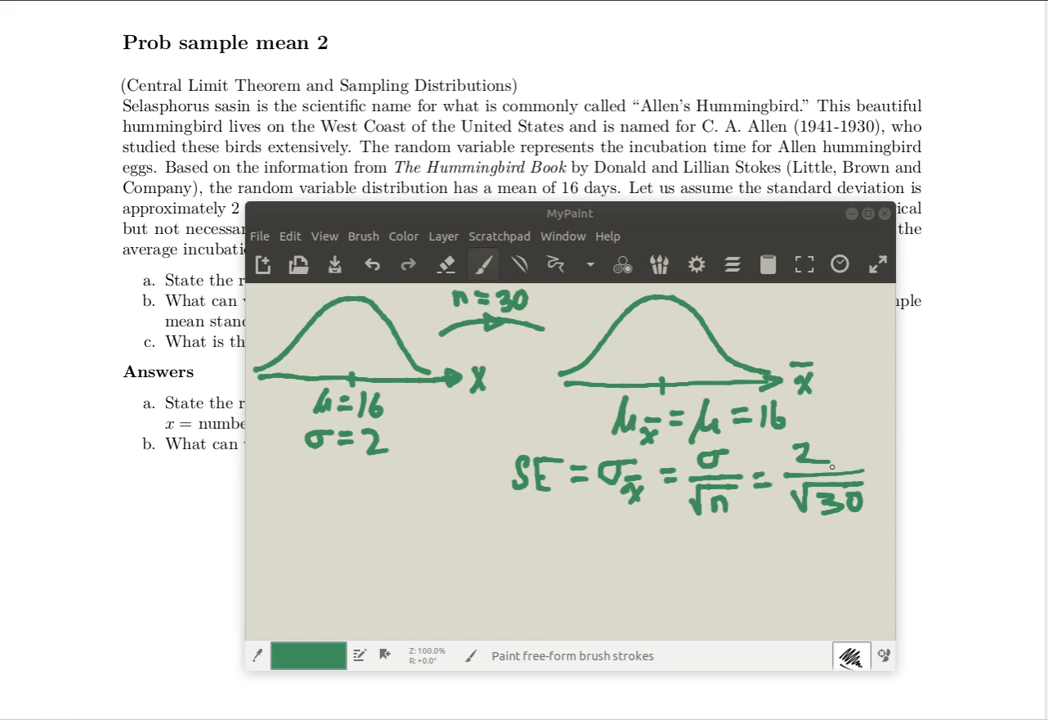 Prob sample mean 2
(Central Limit Theorem and Sampling Distributions)
Selasphorus sasin is the scientific name for what is commonly called “Allen’s Hummingbird.” This beautiful
hummingbird lives on the West Coast of the United States and is named for C. A. Allen (1941-1930), who
studied these birds extensively. The random variable represents the incubation time for Allen hummingbird
eggs. Based on the information from The Hummingbird Book by Donald and Lillian Stokes (Little, Brown and
Company), the random variable distribution has a mean of 16 days. Let us assume the standard deviation is
approximately 2
but not the
average
a. State the
b. What can
mean
c. What is
Answers
a. State the
x =
b. What can
MyPaint
File Edit View Brush Color Layer Scratchpad Window Help
n = 30
x
x̄
μ = 16
σ = 2
μx̄ = μ = 16
SE = σx̄ = σ/√n = 2/√30
Z: 100.0%
R: +0.0°
Paint free-form brush strokes